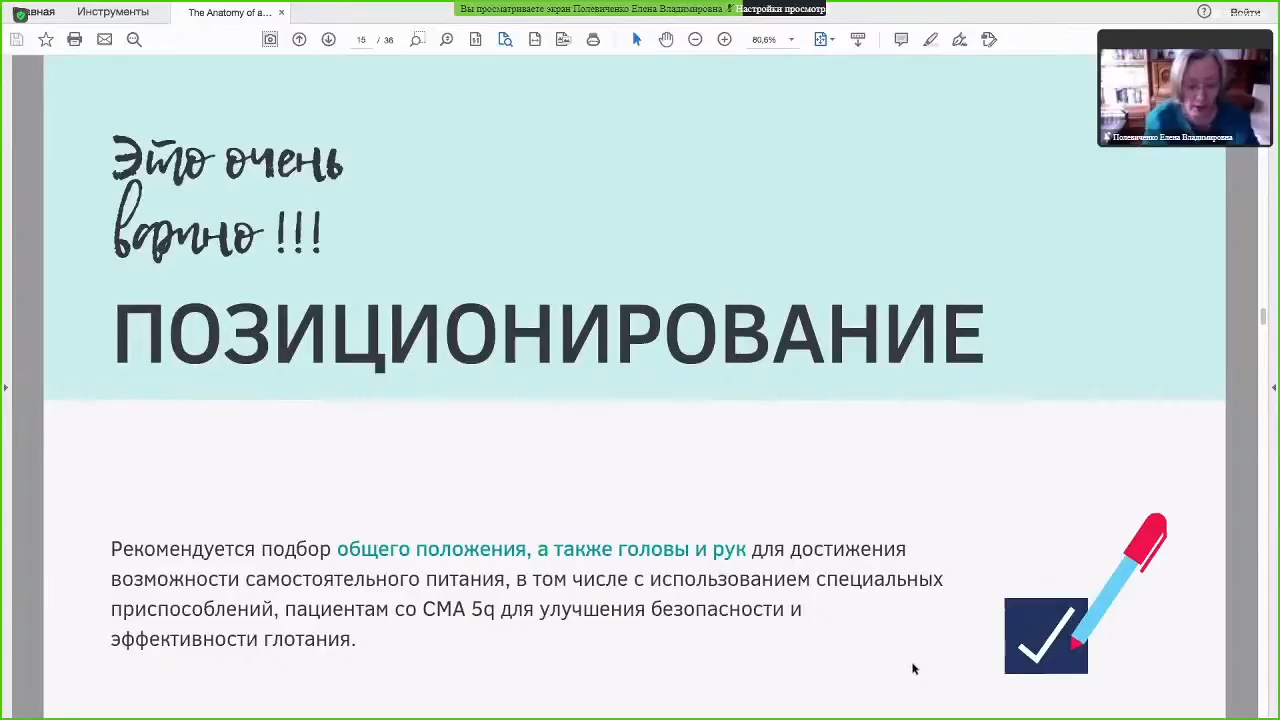 Главная
Инструменты
The Anatomy of a...
×
Вы просматриваете экран Полевиченко Елена Владимировна
Настройки просмотр
Войти
15 / 36
80,6%
Полевиченко Елена Владимировна
Это очень
важно !!!
ПОЗИЦИОНИРОВАНИЕ
Рекомендуется подбор общего положения, а также головы и рук для достижения
возможности самостоятельного питания, в том числе с использованием специальных
приспособлений, пациентам со СМА 5q для улучшения безопасности и
эффективности глотания.